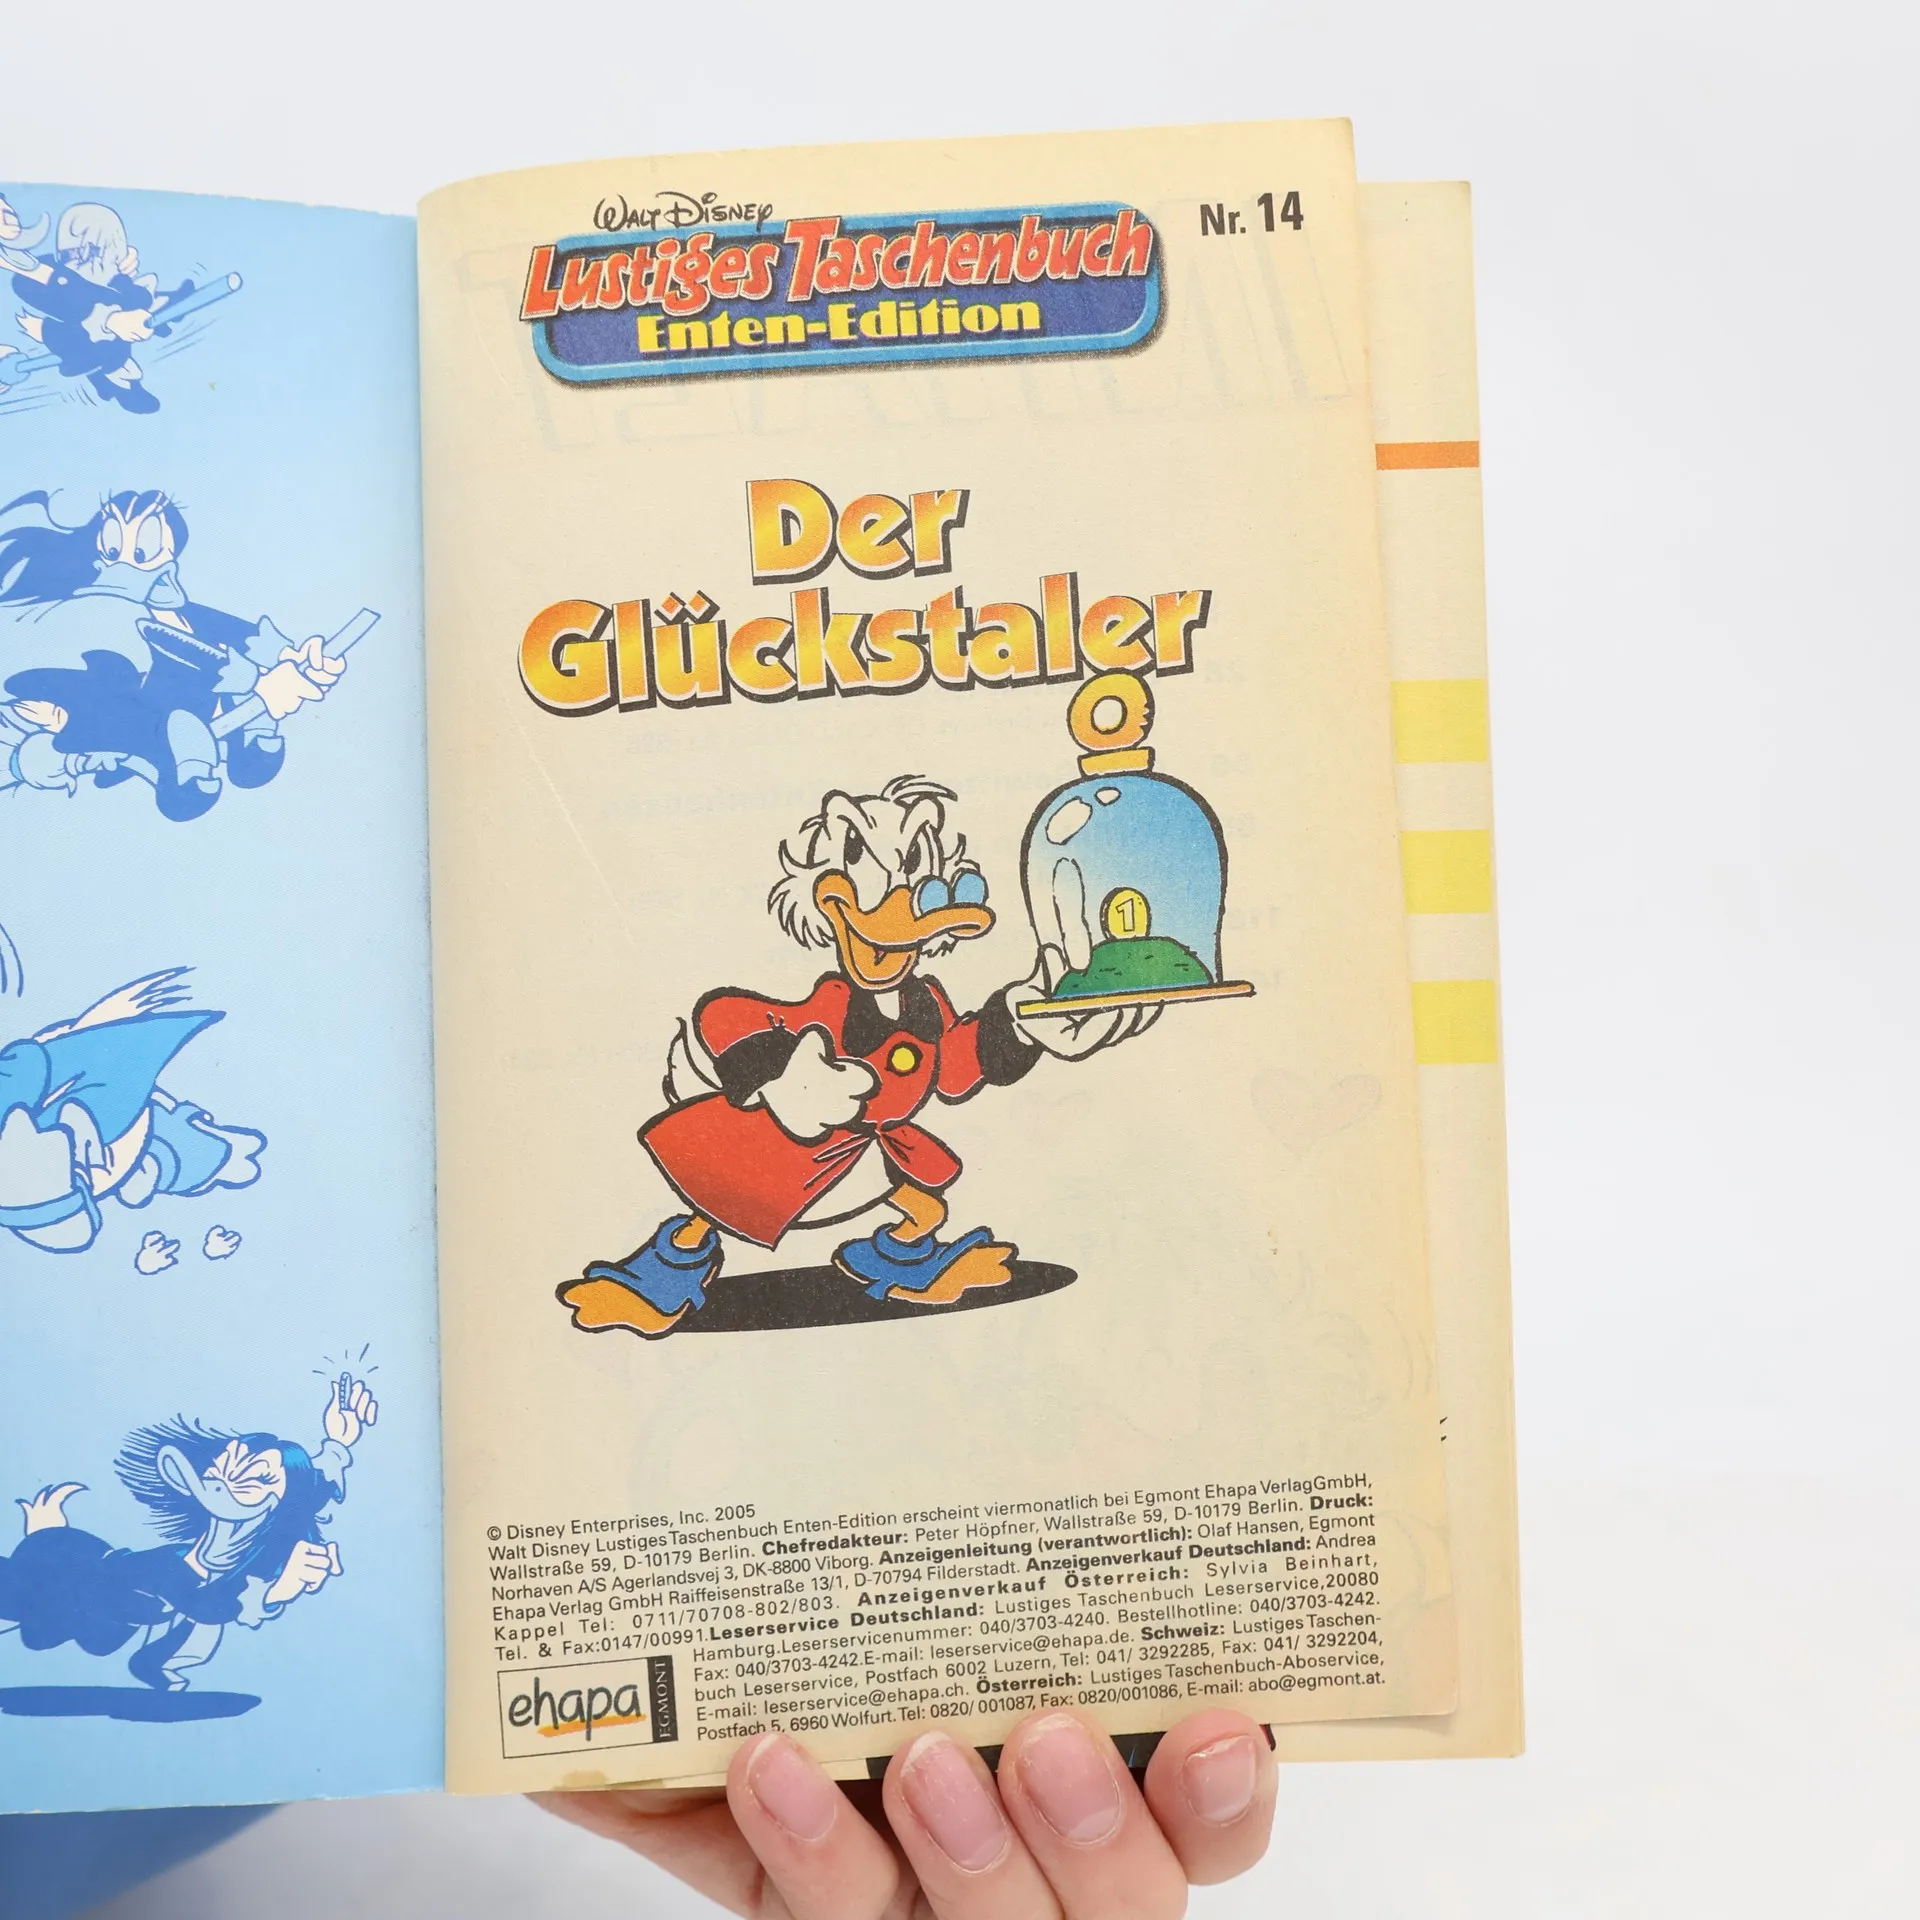 Walt Disney
Nr. 14
Lustiges Taschenbuch
Enten-Edition
Der
Glückstaler
1
© Disney Enterprises, Inc. 2005
Walt Disney Lustiges Taschenbuch Enten-Edition erscheint viermonatlich bei Egmont Ehapa Verlag GmbH,
Wallstraße 59, D-10179 Berlin. Chefredakteur: Peter Höpfner, Wallstraße 59, D-10179 Berlin. Druck:
Norhaven A/S Agerlandsvej 3, DK-8800 Viborg. Anzeigenleitung (verantwortlich): Olaf Hansen, Egmont
Ehapa Verlag GmbH Raiffeisenstraße 13/1, D-70794 Filderstadt. Anzeigenverkauf Deutschland: Andrea
Kappel Tel: 0711/70708-802/803. Anzeigenverkauf Österreich: Sylvia Beinhart,
Tel. & Fax:0147/00991.Leserservice Deutschland: Lustiges Taschenbuch Leserservice,20080
Hamburg.Leserservicenummer: 040/3703-4240. Bestellhotline: 040/3703-4242.
Fax: 040/3703-4242.E-mail: leserservice@ehapa.de. Schweiz: Lustiges Taschen-
buch Leserservice, Postfach 6002 Luzern, Tel: 041/ 3292285, Fax: 041/ 3292204,
E-mail: leserservice@ehapa.ch. Österreich: Lustiges Taschenbuch-Aboservice,
Postfach 5, 6960 Wolfurt. Tel: 0820/ 001087, Fax: 0820/001086, E-mail: abo@egmont.at.
ehapa
EGMONT